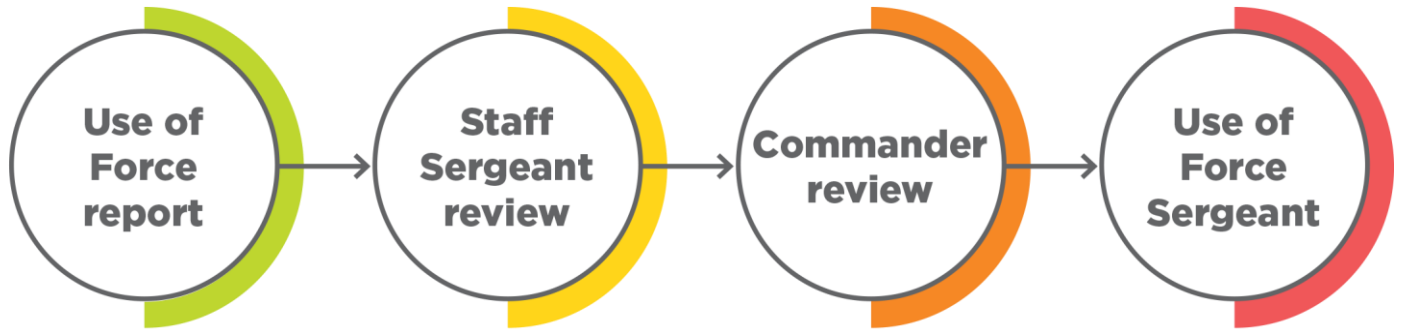 Use of
Force
report
Staff
Sergeant
review
Commander
review
Use of
Force
Sergeant